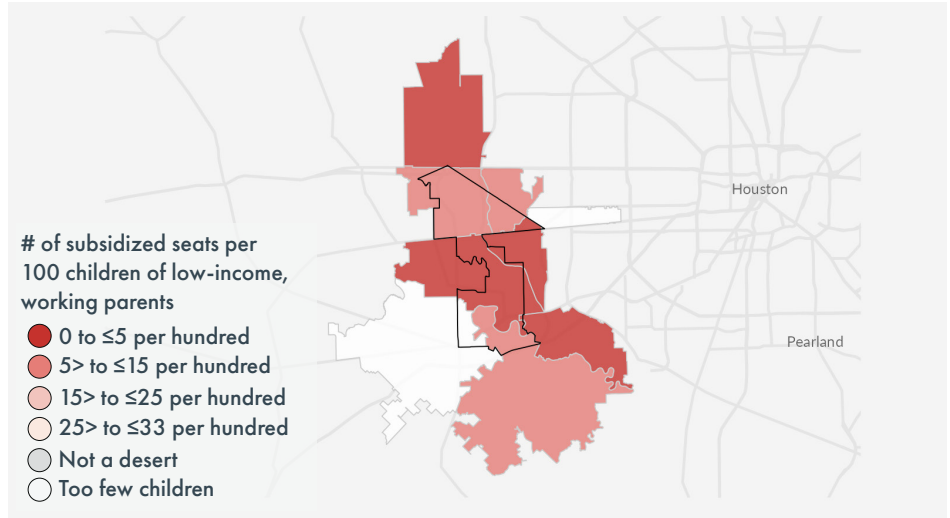 Houston
# of subsidized seats per
100 children of low-income,
working parents
0 to ≤5 per hundred
5> to ≤15 per hundred
Pearland
15> to ≤25 per hundred
25> to ≤33 per hundred
Not a desert
Too few children